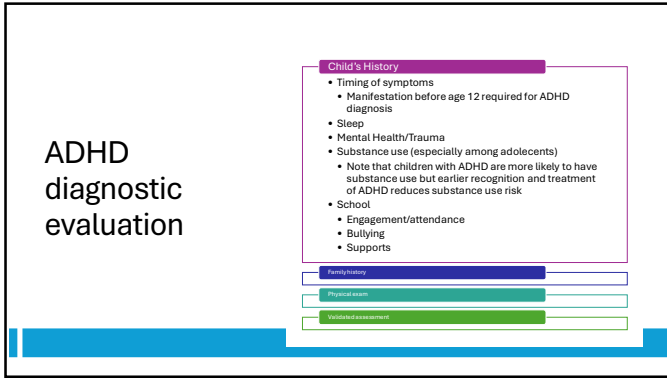 ADHD
diagnostic
evaluation
Child's History
• Timing of symptoms
• Manifestation before age 12 required for ADHD
diagnosis
• Sleep
• Mental Health/Trauma
• Substance use (especially among adolecents)
• Note that children with ADHD are more likely to have
substance use but earlier recognition and treatment
of ADHD reduces substance use risk
• School
• Engagement/attendance
• Bullying
• Supports
Family history
Physical exam
Validated assessment